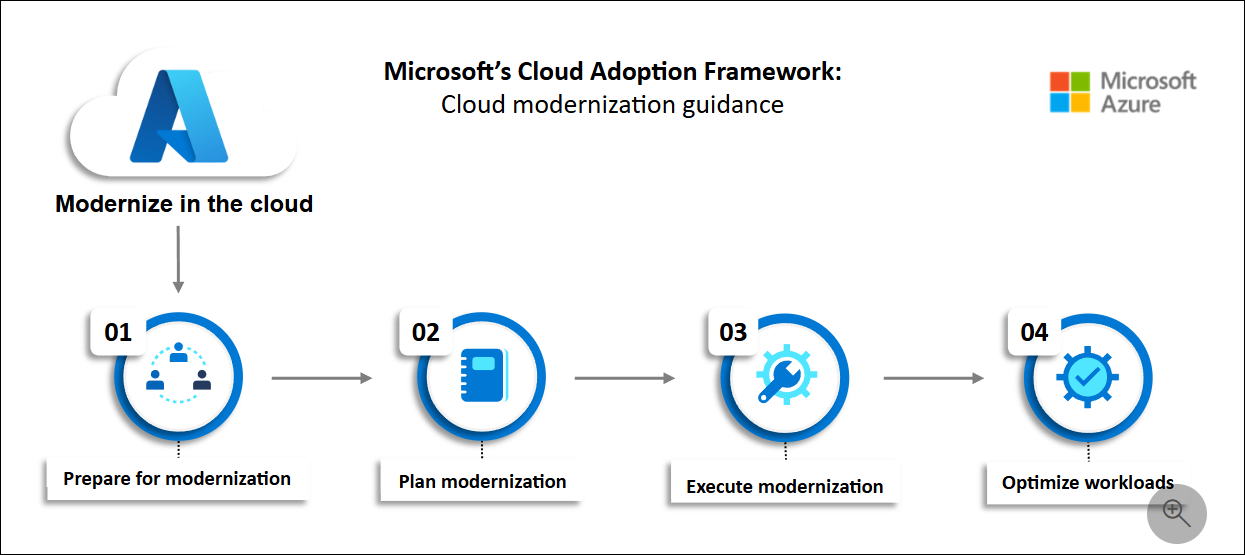 Microsoft's Cloud Adoption Framework:
Cloud modernization guidance
Microsoft
Azure
Modernize in the cloud
01
02
03
04
Prepare for modernization
Plan modernization
Execute modernization
Optimize workloads